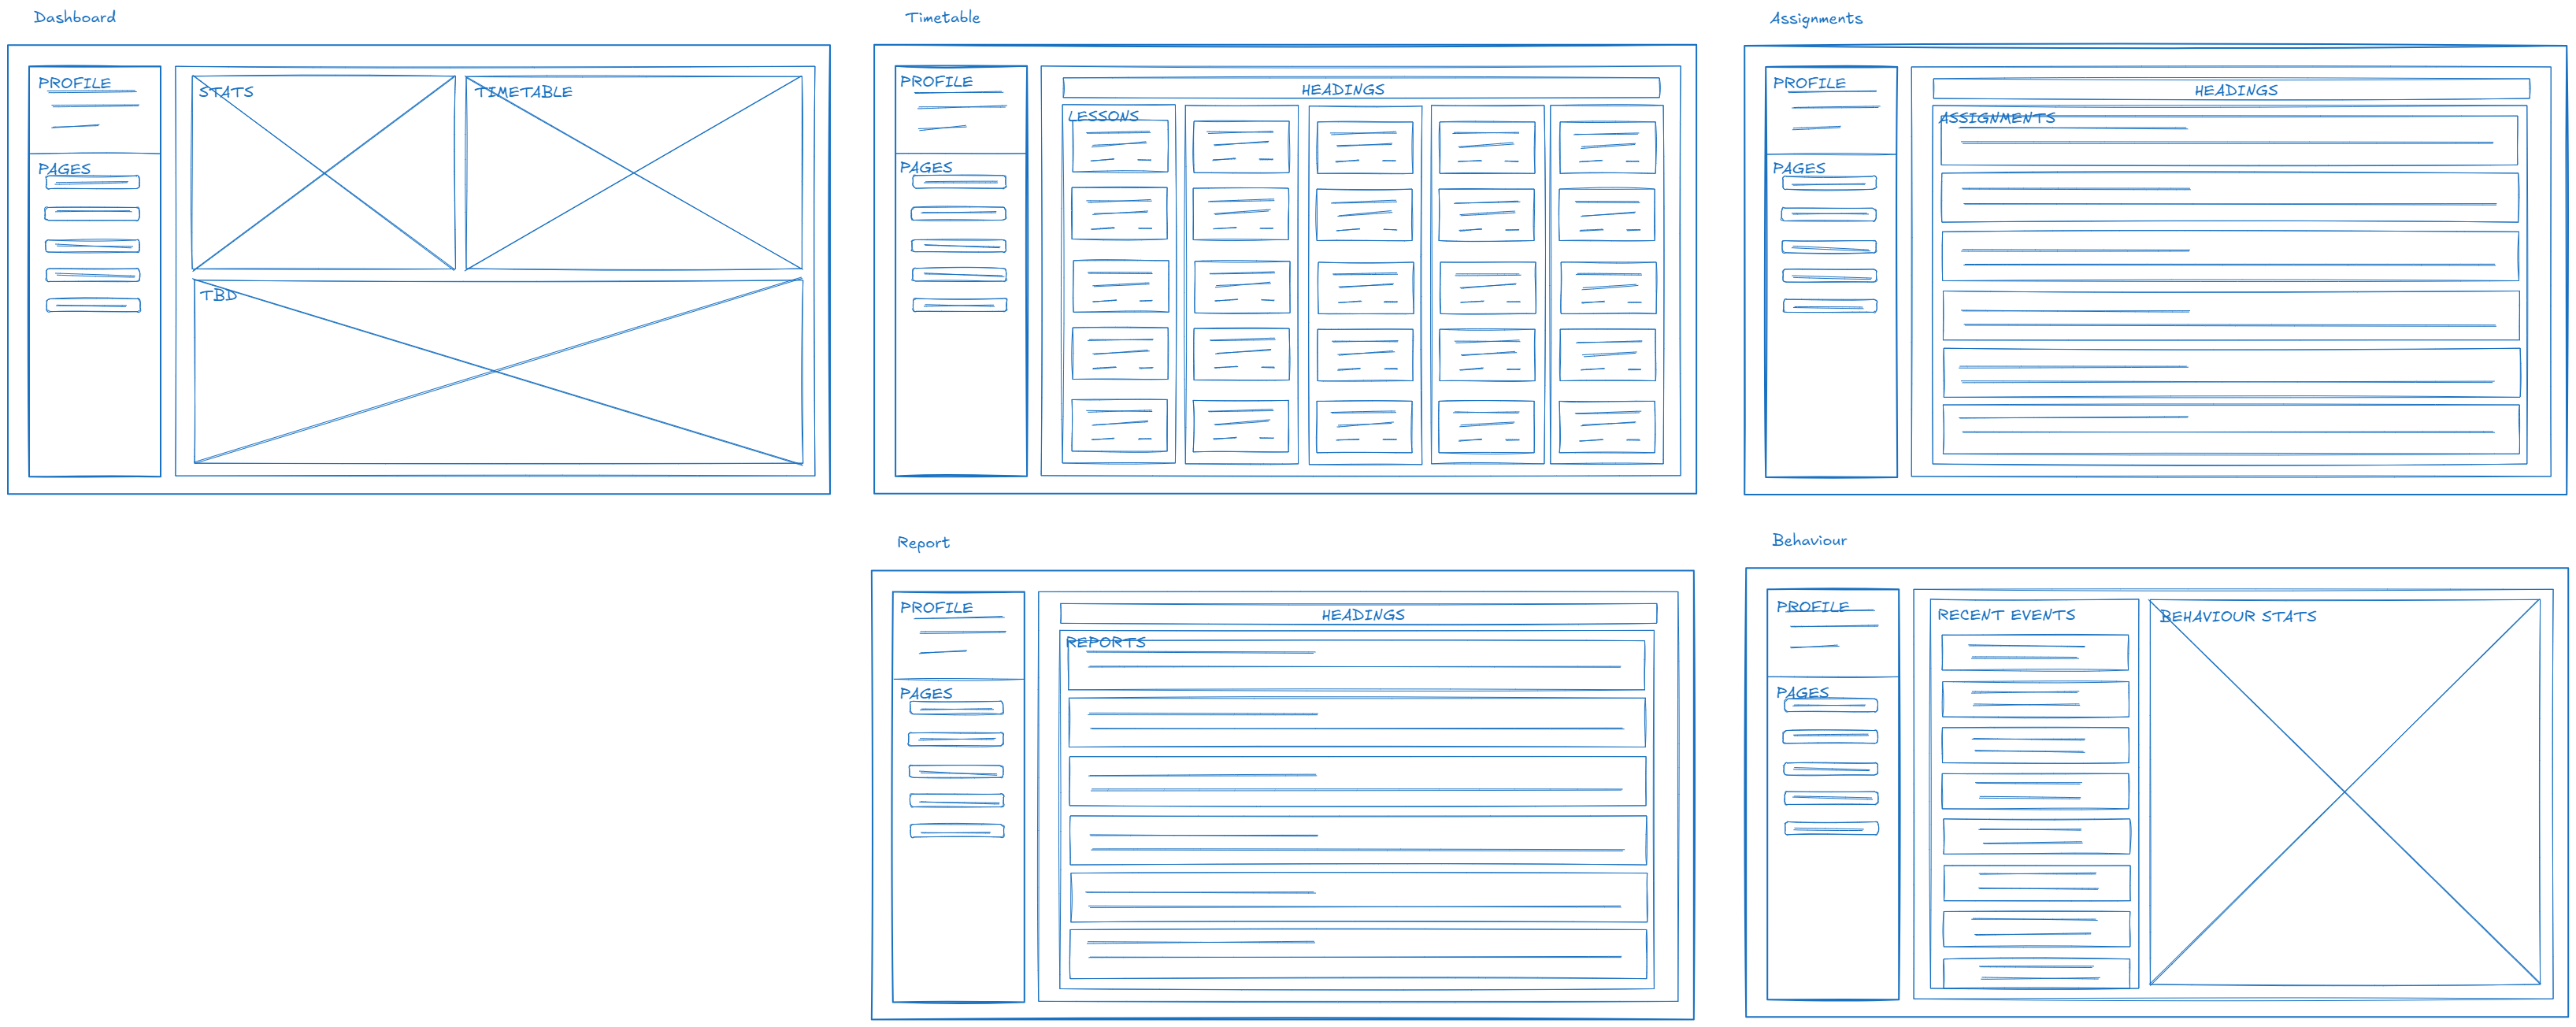 Dashboard
PROFILE
PAGES
STATS
TIMETABLE
TBD
Timetable
PROFILE
PAGES
HEADINGS
LESSONS
Assignments
PROFILE
PAGES
HEADINGS
ASSIGNMENTS
Report
PROFILE
PAGES
HEADINGS
REPORTS
Behaviour
PROFILE
PAGES
RECENT EVENTS
BEHAVIOUR STATS